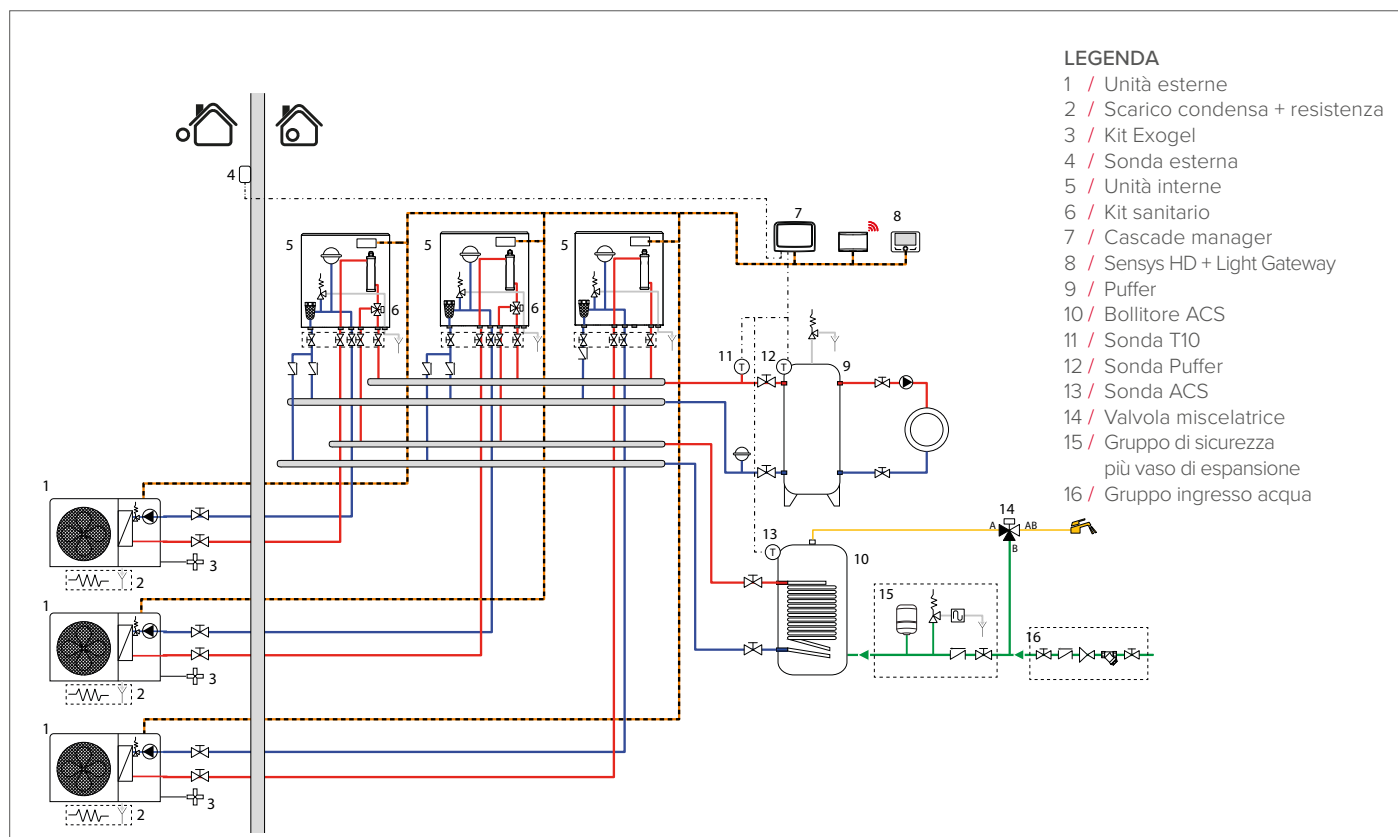 LEGENDA
1 / Unità esterne
2 / Scarico condensa + resistenza
3 / Kit Exogel
4 / Sonda esterna
5 / Unità interne
6 / Kit sanitario
7 / Cascade manager
8 / Sensys HD + Light Gateway
9 / Puffer
10 / Bollitore ACS
11 / Sonda T10
12 / Sonda Puffer
13 / Sonda ACS
14 / Valvola miscelatrice
15 / Gruppo di sicurezza
più vaso di espansione
16 / Gruppo ingresso acqua
4
7
8
5
5
5
6
6
11
T
12
T
9
1
3
2
14
A
AB
B
13
T
10
15
16
1
3
2
1
3
2